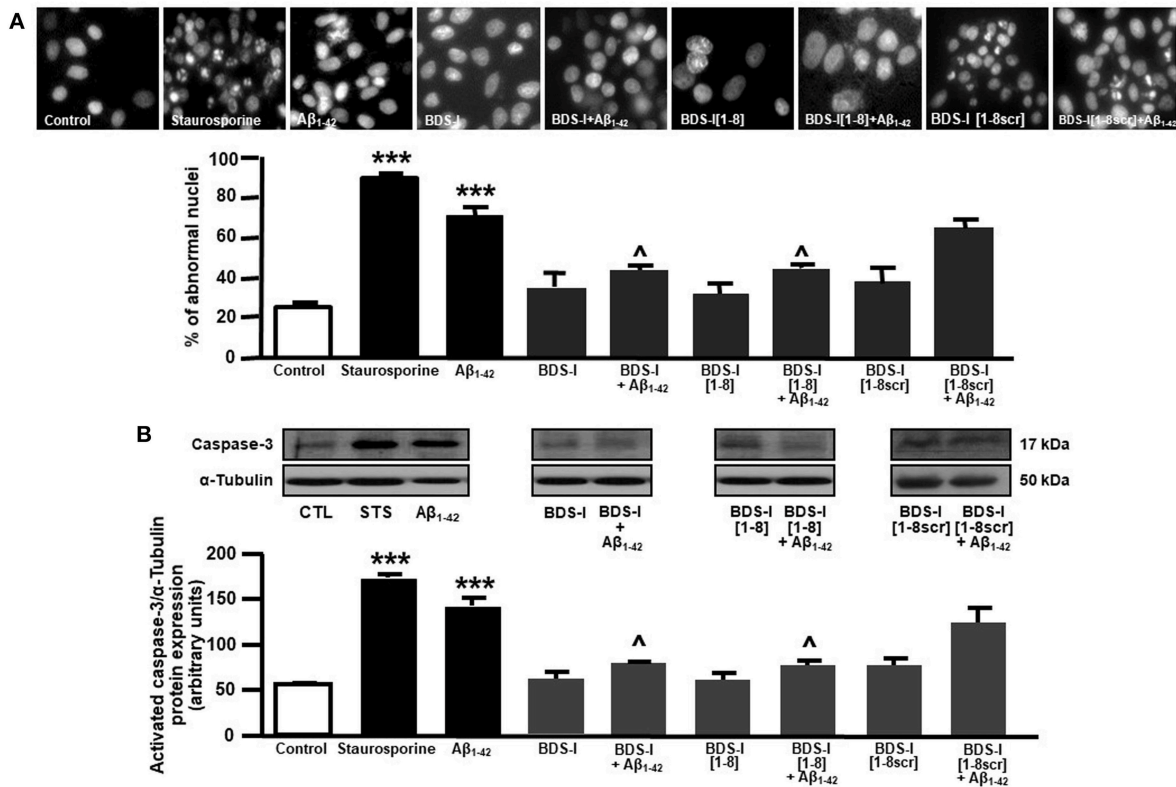 A
Control
Staurosporine
Aβ1-42
BDS-I
BDS-I+Aβ1-42
BDS-I[1-8]
BDS-I[1-8]+Aβ1-42
BDS-I [1-8scr]
BDS-I[1-8scr]+Aβ1-42
% of abnormal nuclei
100
80
60
40
20
0
***
***
^
^
Control
Staurosporine
Aβ1-42
BDS-I
BDS-I
+ Aβ1-42
BDS-I
[1-8]
BDS-I
[1-8]
+ Aβ1-42
BDS-I
[1-8scr]
BDS-I
[1-8scr]
+ Aβ1-42
B
Caspase-3
17 kDa
α-Tubulin
50 kDa
CTL
STS
Aβ1-42
BDS-I
BDS-I
+
Aβ1-42
BDS-I
[1-8]
BDS-I
[1-8]
+ Aβ1-42
BDS-I
[1-8scr]
BDS-I
[1-8scr]
+ Aβ1-42
Activated caspase-3/α-Tubulin
protein expression
(arbitrary units)
200
150
100
50
0
***
***
^
^
Control
Staurosporine
Aβ1-42
BDS-I
BDS-I
+ Aβ1-42
BDS-I
[1-8]
BDS-I
[1-8]
+ Aβ1-42
BDS-I
[1-8scr]
BDS-I
[1-8scr]
+ Aβ1-42